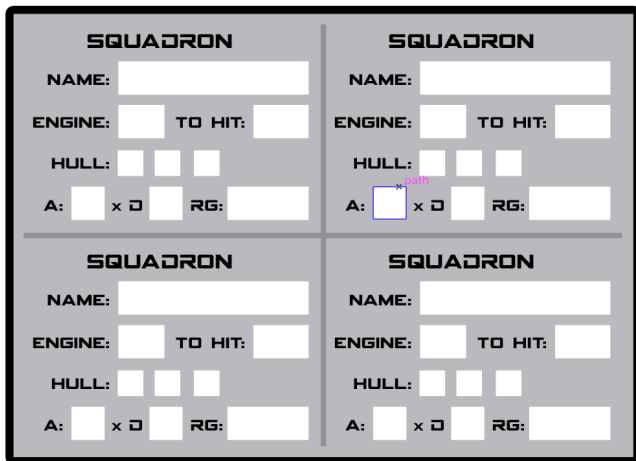 SQUADRON
NAME:
ENGINE: TO HIT:
HULL:
A: x D RG:
SQUADRON
NAME:
ENGINE: TO HIT:
HULL:
path
A: x D RG:
SQUADRON
NAME:
ENGINE: TO HIT:
HULL:
A: x D RG:
SQUADRON
NAME:
ENGINE: TO HIT:
HULL:
A: x D RG: